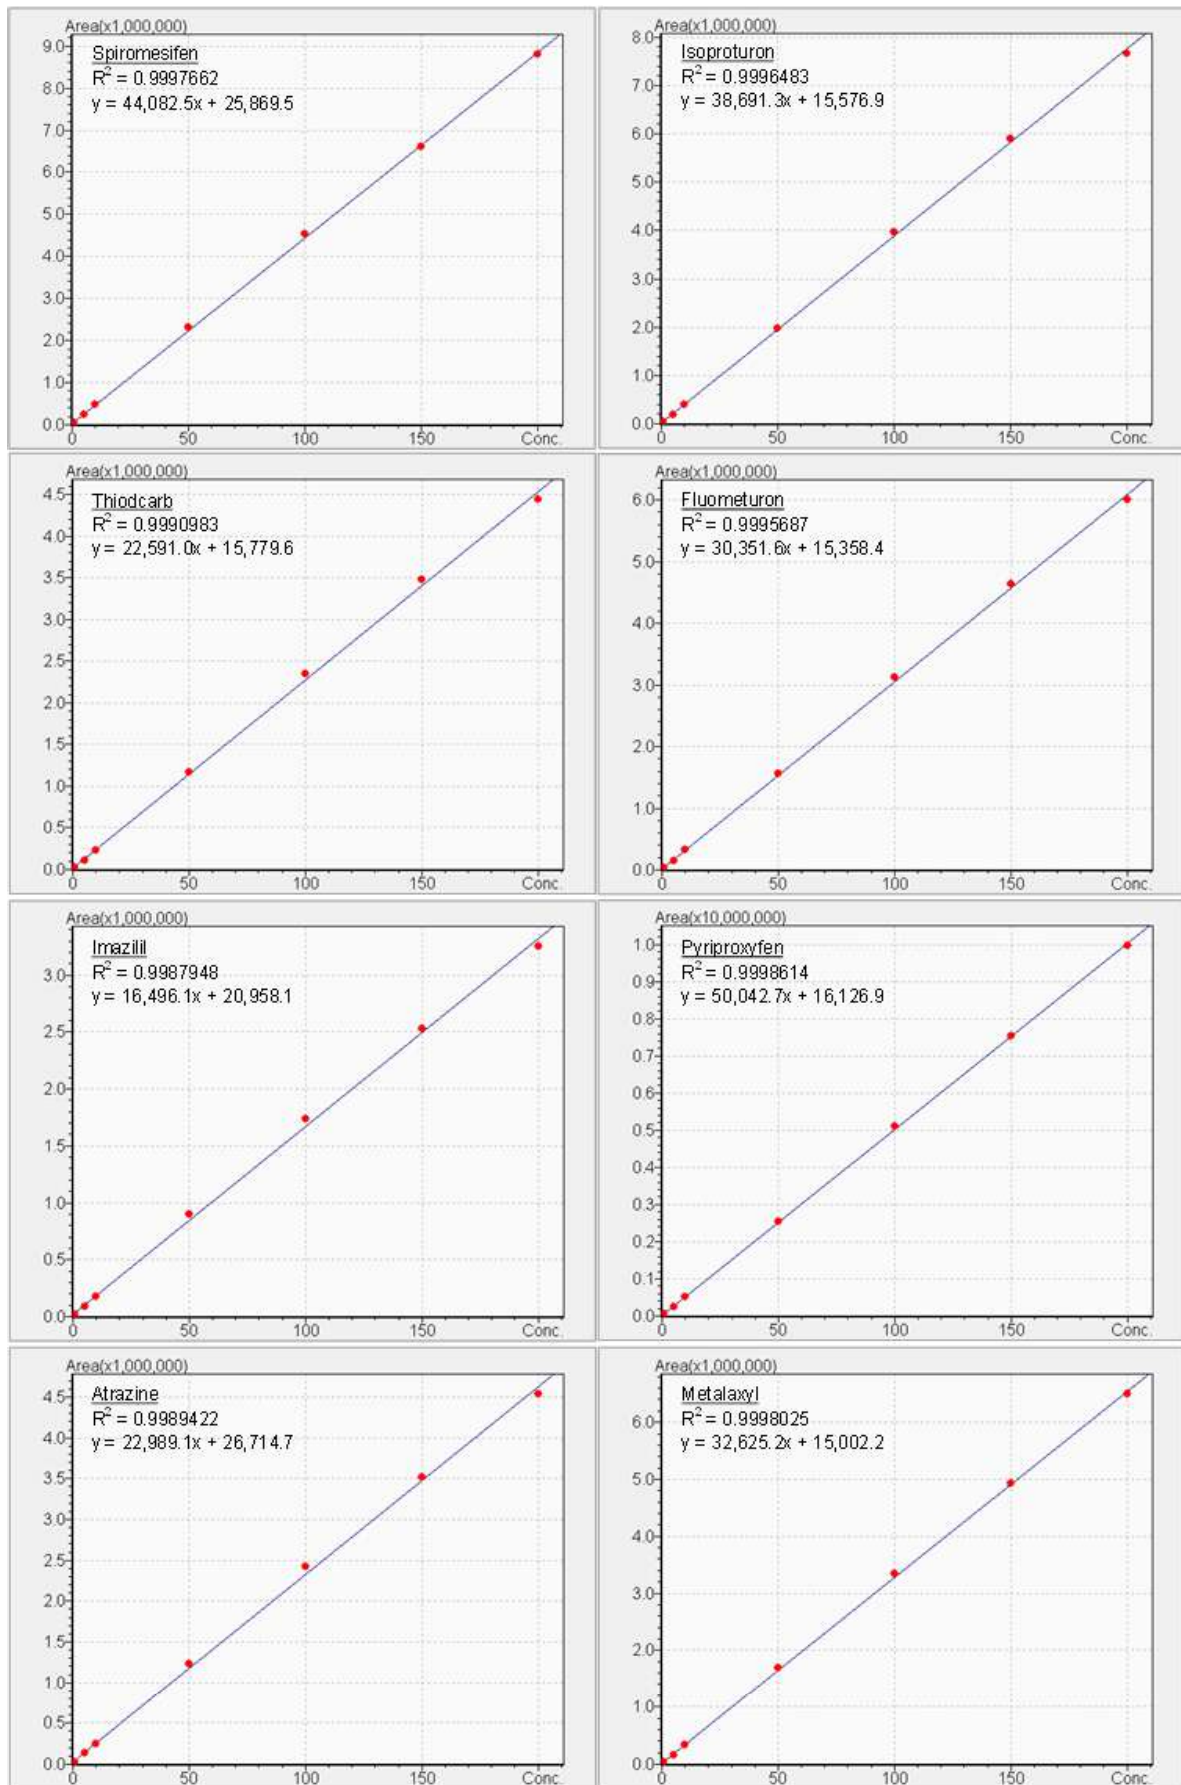 Area(x1,000,000)
Spiromesifen
R² = 0.9997662
y = 44,082.5x + 25,869.5
9.0
8.0
7.0
6.0
5.0
4.0
3.0
2.0
1.0
0.0
0 50 100 150 Conc.
Area(x1,000,000)
Isoproturon
R² = 0.9996483
y = 38,691.3x + 15,576.9
8.0
7.0
6.0
5.0
4.0
3.0
2.0
1.0
0.0
0 50 100 150 Conc.
Area(x1,000,000)
Thiodcarb
R² = 0.9990983
y = 22,591.0x + 15,779.6
4.5
4.0
3.5
3.0
2.5
2.0
1.5
1.0
0.5
0.0
0 50 100 150 Conc.
Area(x1,000,000)
Fluometuron
R² = 0.9995687
y = 30,351.6x + 15,358.4
6.0
5.0
4.0
3.0
2.0
1.0
0.0
0 50 100 150 Conc.
Area(x1,000,000)
Imazilil
R² = 0.9987948
y = 16,496.1x + 20,958.1
3.0
2.5
2.0
1.5
1.0
0.5
0.0
0 50 100 150 Conc.
Area(x10,000,000)
Pyriproxyfen
R² = 0.9998614
y = 50,042.7x + 16,126.9
1.0
0.9
0.8
0.7
0.6
0.5
0.4
0.3
0.2
0.1
0.0
0 50 100 150 Conc.
Area(x1,000,000)
Atrazine
R² = 0.9989422
y = 22,989.1x + 26,714.7
4.5
4.0
3.5
3.0
2.5
2.0
1.5
1.0
0.5
0.0
0 50 100 150 Conc.
Area(x1,000,000)
Metalaxyl
R² = 0.9998025
y = 32,625.2x + 15,002.2
6.0
5.0
4.0
3.0
2.0
1.0
0.0
0 50 100 150 Conc.